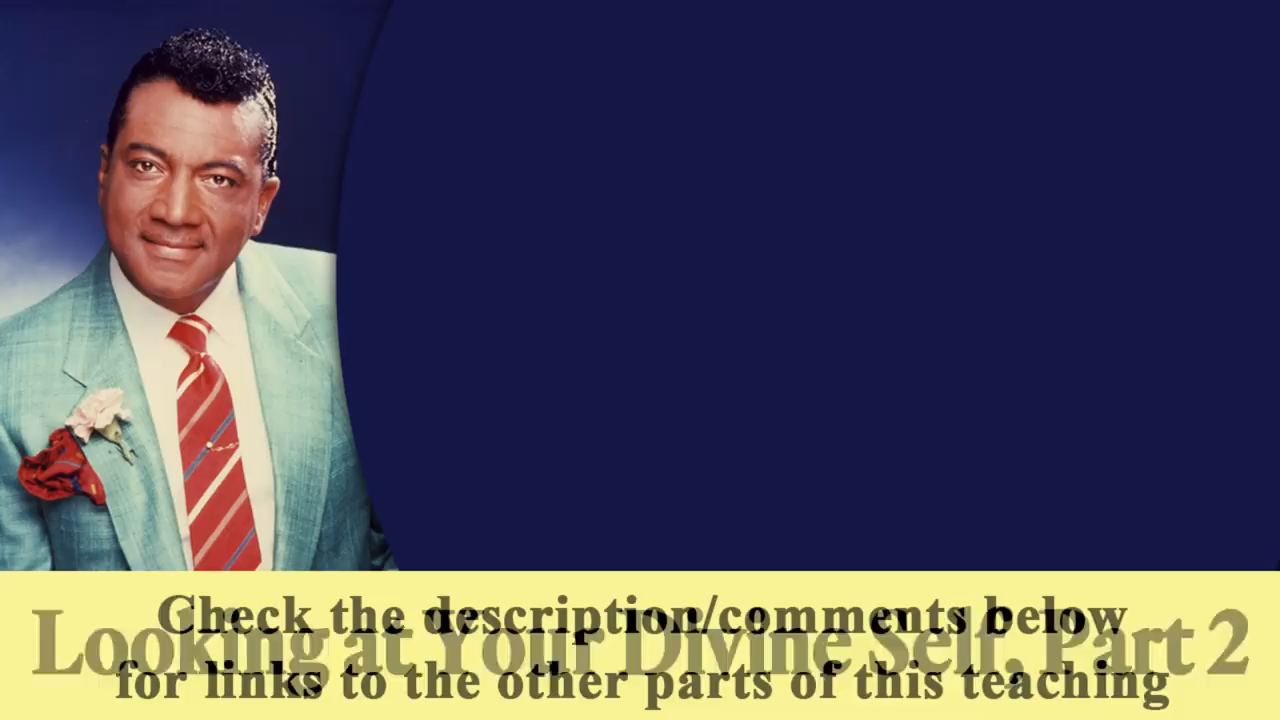 Check the description/comments below
Looking at Your Divine Self, Part 2
for links to the other parts of this teaching